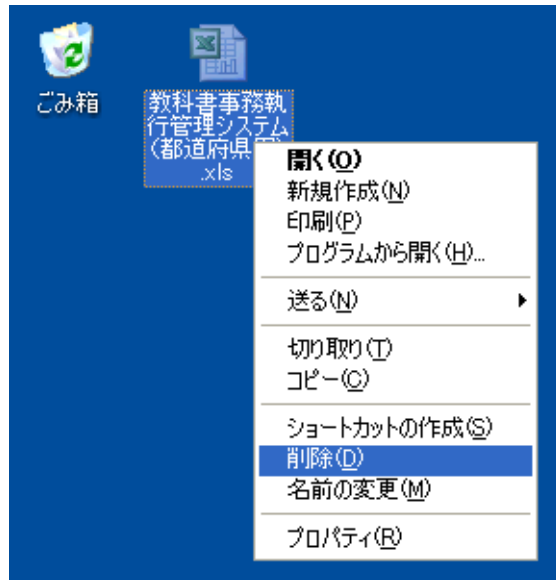 ごみ箱
教科書事務執
行管理システム
(都道府県
.xls
開く(O)
新規作成(N)
印刷(P)
プログラムから開く(H)...
送る(N)
切り取り(T)
コピー(C)
ショートカットの作成(S)
削除(D)
名前の変更(M)
プロパティ(R)